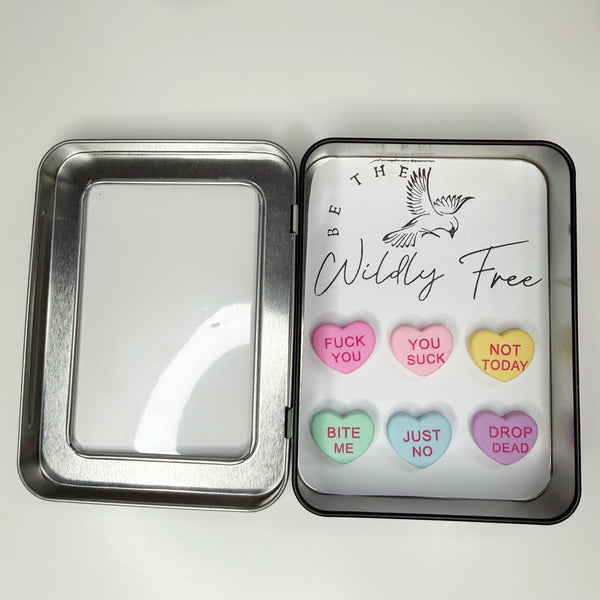 BE THE
Wildly Free
FUCK
YOU
YOU
SUCK
NOT
TODAY
BITE
ME
JUST
NO
DROP
DEAD